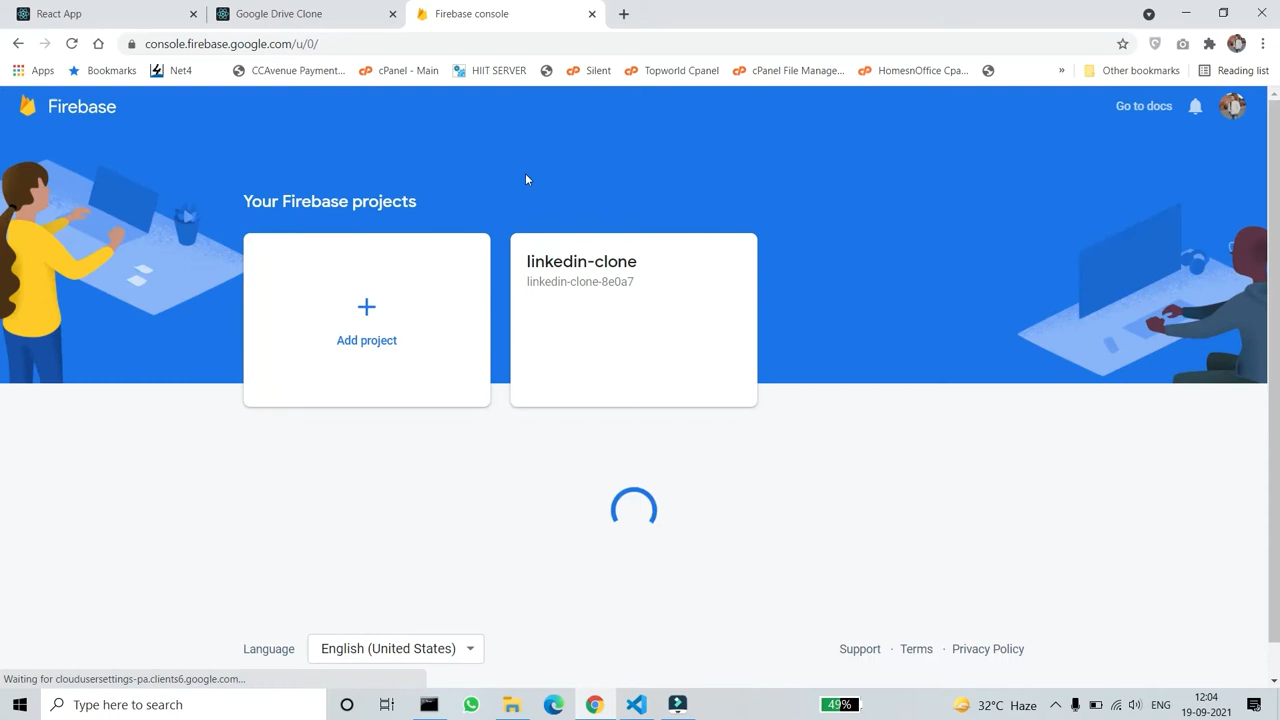 React App
Google Drive Clone
Firebase console
console.firebase.google.com/u/0/
Apps
Bookmarks
Net4
CCAvenue Payment...
cPanel - Main
HIIT SERVER
Silent
Topworld Cpanel
cPanel File Manage...
HomesnOffice Cpa...
»
Other bookmarks
Reading list
Firebase
Go to docs
Your Firebase projects
Add project
linkedin-clone
linkedin-clone-8e0a7
Language
English (United States)
Support · Terms · Privacy Policy
Waiting for cloudusersettings-pa.clients6.google.com...
Type here to search
49%
32°C Haze
ENG
12:04
19-09-2021